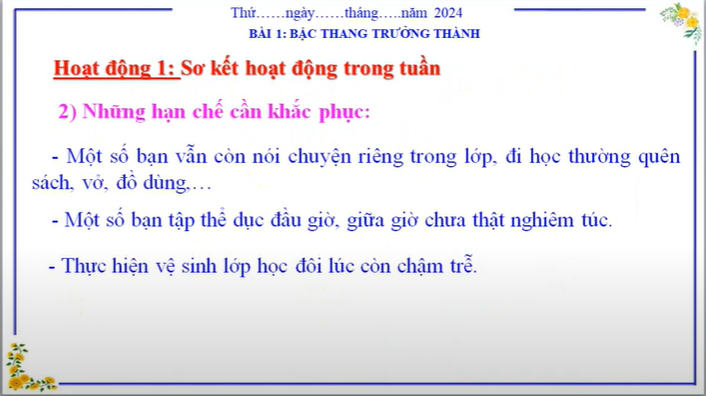 Thứ……ngày……tháng…..năm 2024
BÀI 1: BẬC THANG TRƯỞNG THÀNH
Hoạt động 1: Sơ kết hoạt động trong tuần
2) Những hạn chế cần khắc phục:
- Một số bạn vẫn còn nói chuyện riêng trong lớp, đi học thường quên
sách, vở, đồ dùng,…
- Một số bạn tập thể dục đầu giờ, giữa giờ chưa thật nghiêm túc.
- Thực hiện vệ sinh lớp học đôi lúc còn chậm trễ.